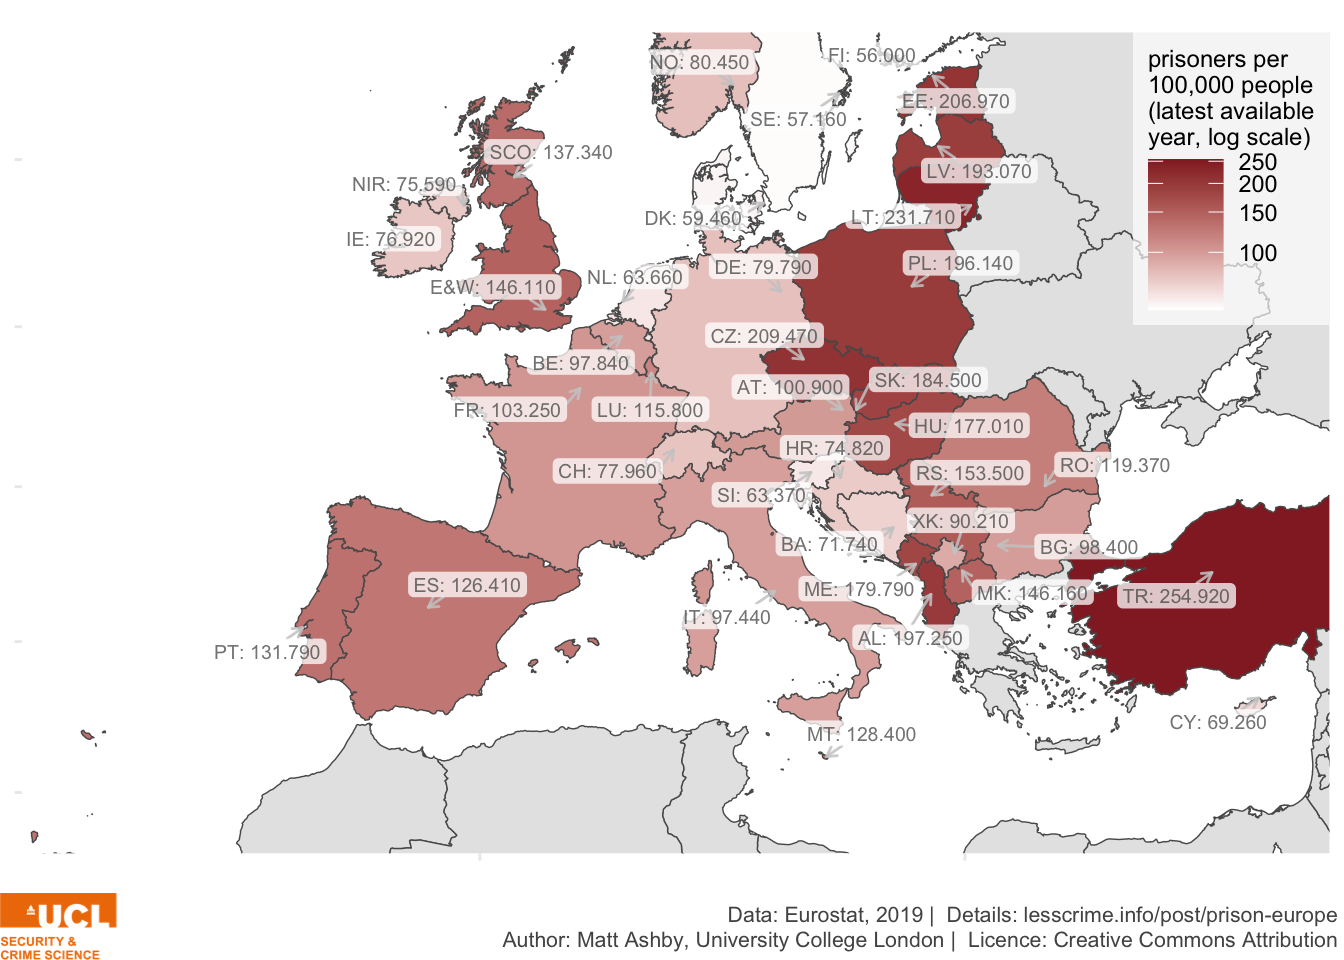 prisoners per
100,000 people
(latest available
year, log scale)
250
200
150
100
NO: 80.450
FI: 56.000
EE: 206.970
SE: 57.160
SCO: 137.340
LV: 193.070
NIR: 75.590
DK: 59.460
LT: 231.710
IE: 76.920
NL: 63.660
DE: 79.790
PL: 196.140
E&W: 146.110
CZ: 209.470
BE: 97.840
AT: 100.900
SK: 184.500
FR: 103.250
LU: 115.800
HU: 177.010
HR: 74.820
CH: 77.960
RS: 153.500
RO: 119.370
SI: 63.370
XK: 90.210
BA: 71.740
BG: 98.400
ES: 126.410
ME: 179.790
MK: 146.160
TR: 254.920
IT: 97.440
AL: 197.250
PT: 131.790
CY: 69.260
MT: 128.400
UCL
SECURITY &
CRIME SCIENCE
Data: Eurostat, 2019 | Details: lesscrime.info/post/prison-europe
Author: Matt Ashby, University College London | Licence: Creative Commons Attribution